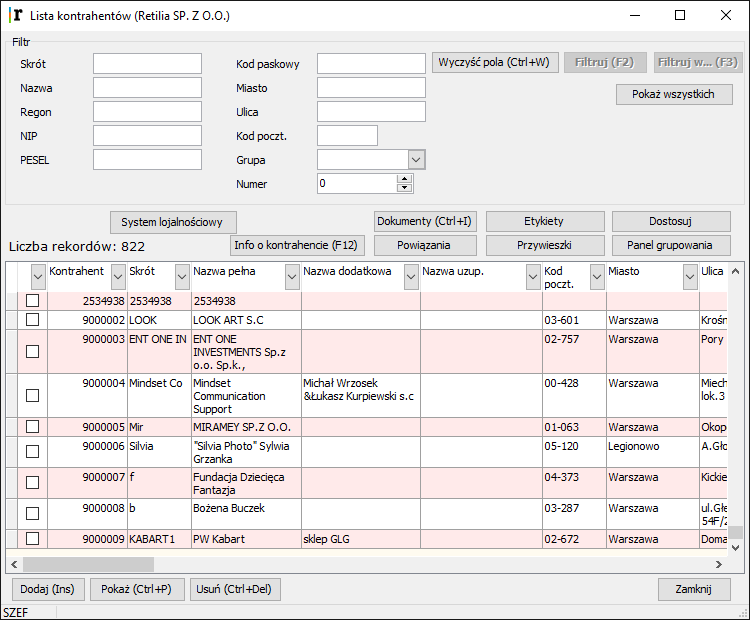 r Lista kontrahentów (Retilia SP. Z O.O.)
Filtr
Skrót Kod paskowy Wyczyść pola (Ctrl+W) Filtruj (F2) Filtruj w... (F3)
Nazwa Miasto Pokaż wszystkich
Regon Ulica
NIP Kod poczt.
PESEL Grupa
Numer 0
System lojalnościowy Dokumenty (Ctrl+I) Etykiety Dostosuj
Liczba rekordów: 822 Info o kontrahencie (F12) Powiązania Przywieszki Panel grupowania
Kontrahent Skrót Nazwa pełna Nazwa dodatkowa Nazwa uzup. Kod Miasto Ulica
poczt.
2534938 2534938 2534938
9000002 LOOK LOOK ART S.C 03-601 Warszawa Krośn
9000003 ENT ONE IN ENT ONE 02-757 Warszawa Pory
INVESTMENTS Sp.z
o.o. Sp.k.,
9000004 Mindset Co Mindset Michał Wrzosek 00-428 Warszawa Miech
Communication &Łukasz Kurpiewski s.c lok.3
Support
9000005 Mir MIRAMEY SP.Z O.O. 01-063 Warszawa Okop
9000006 Silvia "Silvia Photo" Sylwia 05-120 Legionowo A.Gło
Grzanka
9000007 f Fundacja Dziecięca 04-373 Warszawa Kickie
Fantazja
9000008 b Bożena Buczek 03-287 Warszawa ul.Głę
54F/2
9000009 KABART1 PW Kabart sklep GLG 02-672 Warszawa Doma
Dodaj (Ins) Pokaż (Ctrl+P) Usuń (Ctrl+Del) Zamknij
SZEF